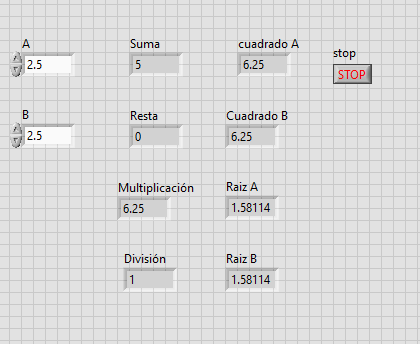 A
2.5
Suma
5
cuadrado A
6.25
stop
STOP
B
2.5
Resta
0
Cuadrado B
6.25
Multiplicación
6.25
Raiz A
1.58114
División
1
Raiz B
1.58114